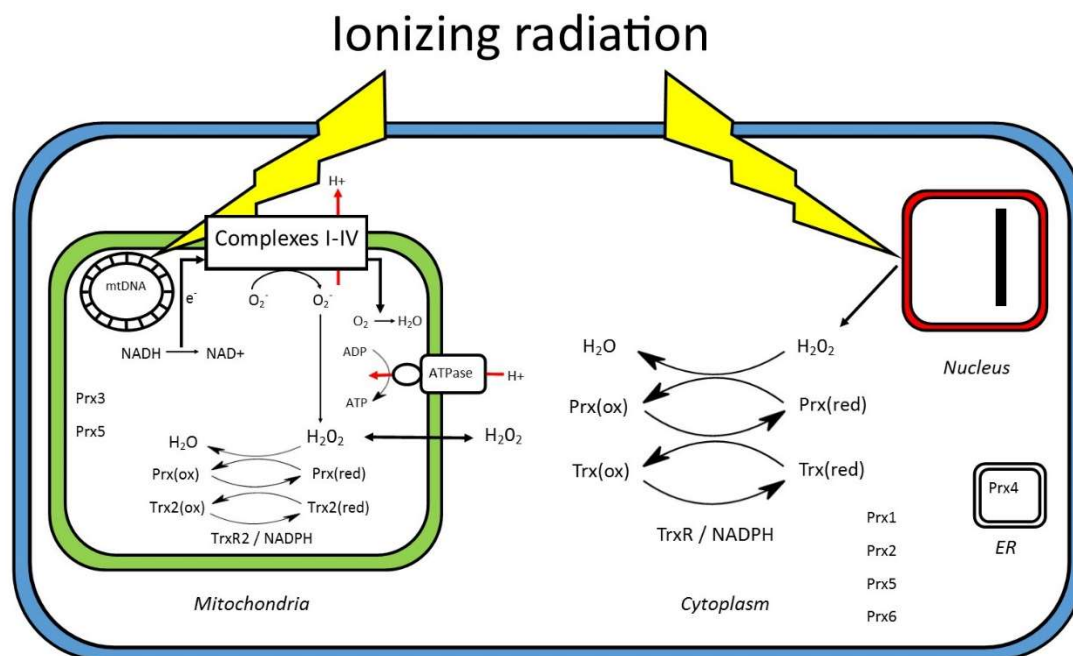 Ionizing radiation
H+
Complexes I-IV
mtDNA
e-
O2-
O2-
O2 → H2O
NADH → NAD+
ADP
ATPase
H+
ATP
Prx3
Prx5
H2O
H2O2
H2O2
Prx(ox)
Prx(red)
Trx2(ox)
Trx2(red)
TrxR2 / NADPH
Mitochondria
H2O
H2O2
Prx(ox)
Prx(red)
Trx(ox)
Trx(red)
TrxR / NADPH
Cytoplasm
Nucleus
Prx4
ER
Prx1
Prx2
Prx5
Prx6